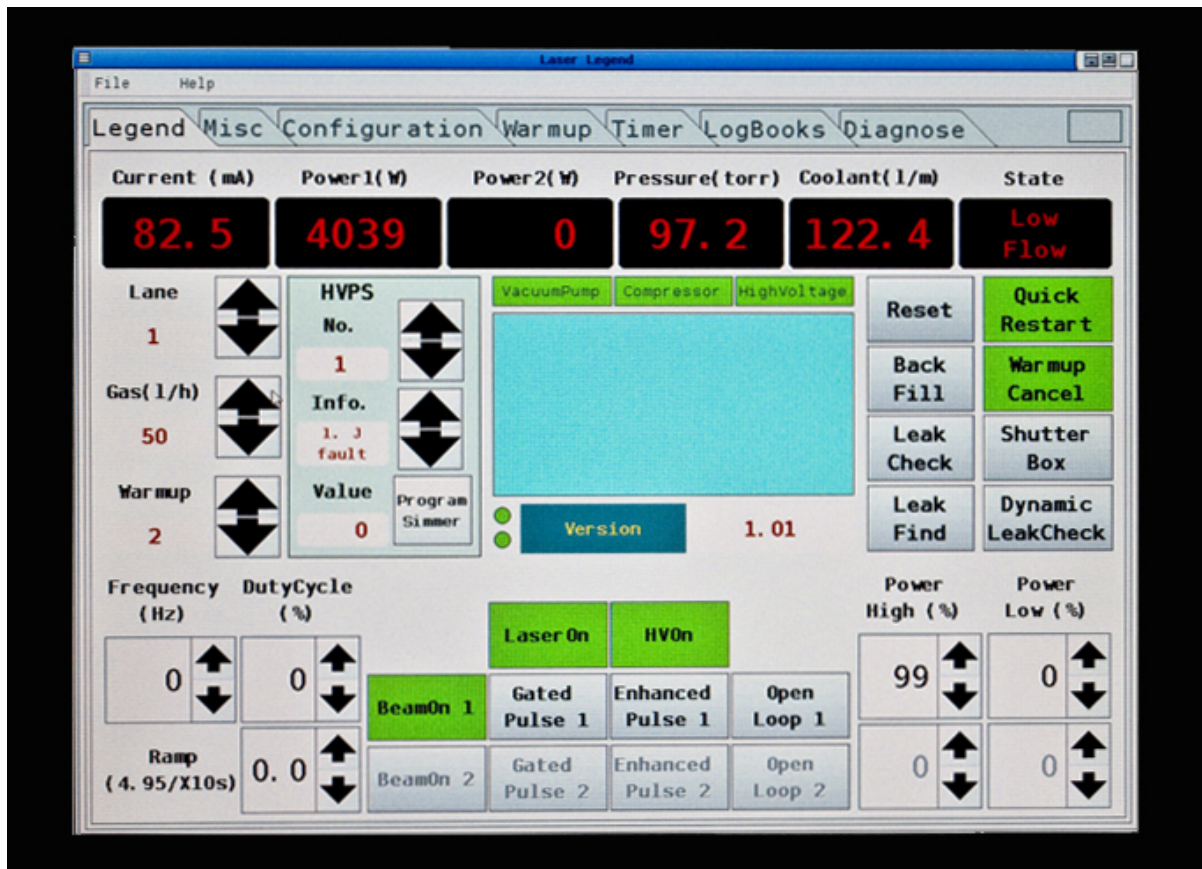 Laser Legend
File Help
Legend Misc Configuration Warmup Timer LogBooks Diagnose
Current (mA) Power1(W) Power2(W) Pressure(torr) Coolant(l/m) State
82.5 4039 0 97.2 122.4 Low
Flow
Lane
1
Gas(l/h)
50
Warmup
2
HVPS
No.
1
Info.
1. J
fault
Value
0
Program
Simmer
VacuumPump Compressor HighVoltage
Version 1.01
Reset
Quick
Restart
Back
Fill
Warmup
Cancel
Leak
Check
Shutter
Box
Leak
Find
Dynamic
LeakCheck
Frequency
(Hz)
0
DutyCycle
(%)
0
Ramp
(4.95/X10s)
0.0
LaserOn HVOn
BeamOn 1
Gated
Pulse 1
Enhanced
Pulse 1
Open
Loop 1
BeamOn 2
Gated
Pulse 2
Enhanced
Pulse 2
Open
Loop 2
Power
High (%)
99
0
Power
Low (%)
0
0